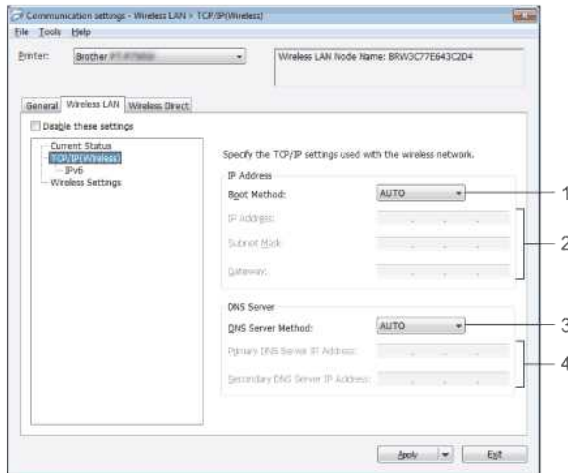 Communication settings - Wireless LAN > TCP/IP(Wireless)
File Tools Help
Printer: Brother
Wireless LAN Node Name: BRW3C77E643C2D4
General Wireless LAN Wireless Direct
Disable these settings
Current Status
TCP/IP(Wireless)
IPv6
Wireless Settings
Specify the TCP/IP settings used with the wireless network.
IP Address
Boot Method: AUTO 1
IP Address:
Subnet Mask
Gateway:
2
DNS Server
DNS Server Method: AUTO 3
Primary DNS Server IP Address:
Secondary DNS Server IP Address:
4
Apply Exit